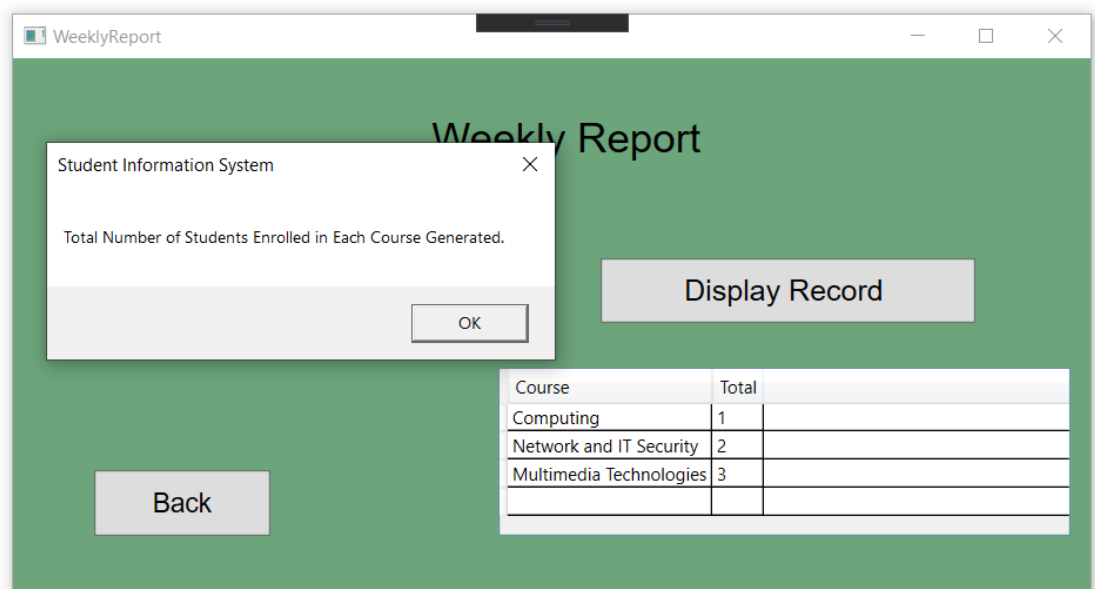 WeeklyReport
Weekly Report
Student Information System
Total Number of Students Enrolled in Each Course Generated.
OK
Display Record
Course Total
Computing 1
Network and IT Security 2
Multimedia Technologies 3
Back